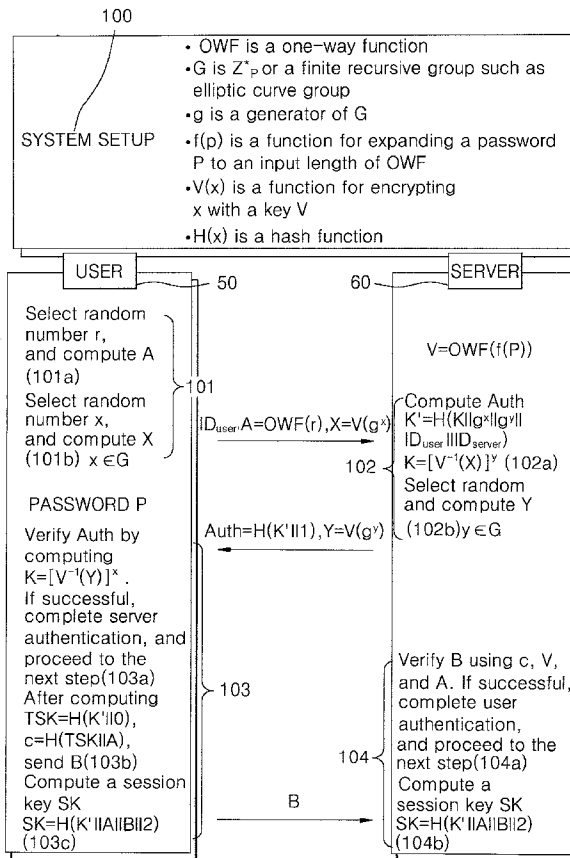 100
SYSTEM SETUP
• OWF is a one-way function
•G is Z*P or a finite recursive group such as
elliptic curve group
•g is a generator of G
•f(p) is a function for expanding a password
P to an input length of OWF
•V(x) is a function for encrypting
x with a key V
•H(x) is a hash function
USER
50
60
SERVER
Select random
number r,
and compute A
(101a)
Select random
number x,
and compute X
(101b) x∈G
101
PASSWORD P
IDuser,A=OWF(r),X=V(gˣ)
V=OWF(f(P))
Compute Auth
K'=H(K||gˣ||gʸ||
IDuser||IDserver)
K=[V⁻¹(X)]ʸ (102a)
Select random
and compute Y
(102b)y∈G
102
Auth=H(K'||1),Y=V(gʸ)
Verify Auth by
computing
K=[V⁻¹(Y)]ˣ.
If successful,
complete server
authentication, and
proceed to the
next step(103a)
After computing
TSK=H(K'||0),
c=H(TSK||A),
send B(103b)
Compute a session
key SK
SK=H(K'||A||B||2)
(103c)
103
B
Verify B using c, V,
and A. If successful,
complete user
authentication,
and proceed to the
next step(104a)
Compute a
session key SK
SK=H(K'||A||B||2)
(104b)
104